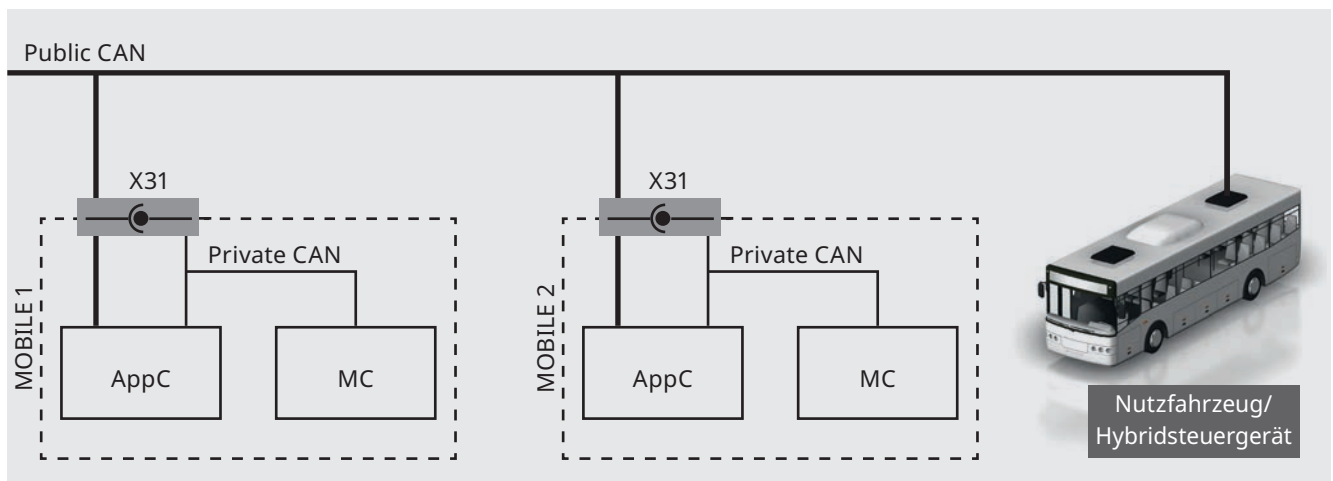 Public CAN
X31
X31
Private CAN
Private CAN
MOBILE 1
AppC
MC
MOBILE 2
AppC
MC
Nutzfahrzeug/
Hybridsteuergerät